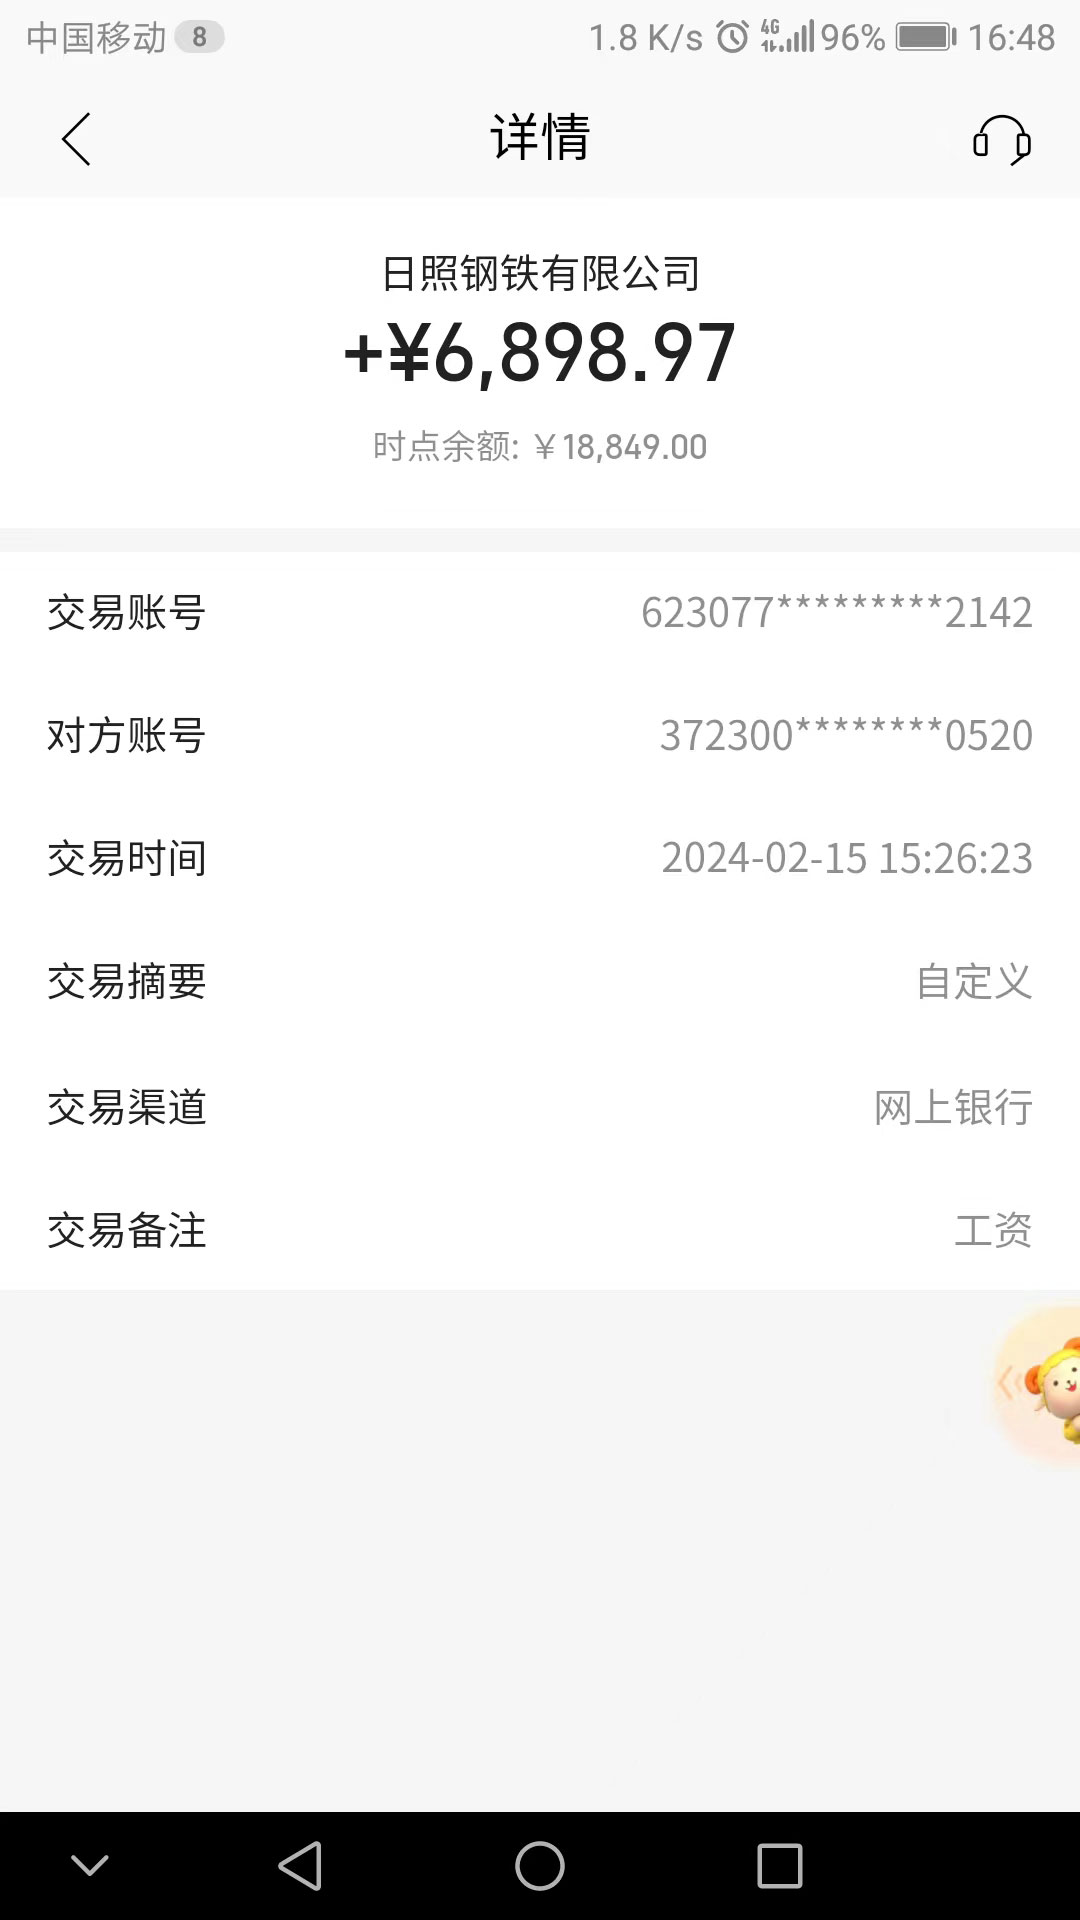 中国移动 8 1.8 K/s 4G 96% 16:48
详情
日照钢铁有限公司
+¥6,898.97
时点余额: ￥18,849.00
交易账号 623077*********2142
对方账号 372300********0520
交易时间 2024-02-15 15:26:23
交易摘要 自定义
交易渠道 网上银行
交易备注 工资